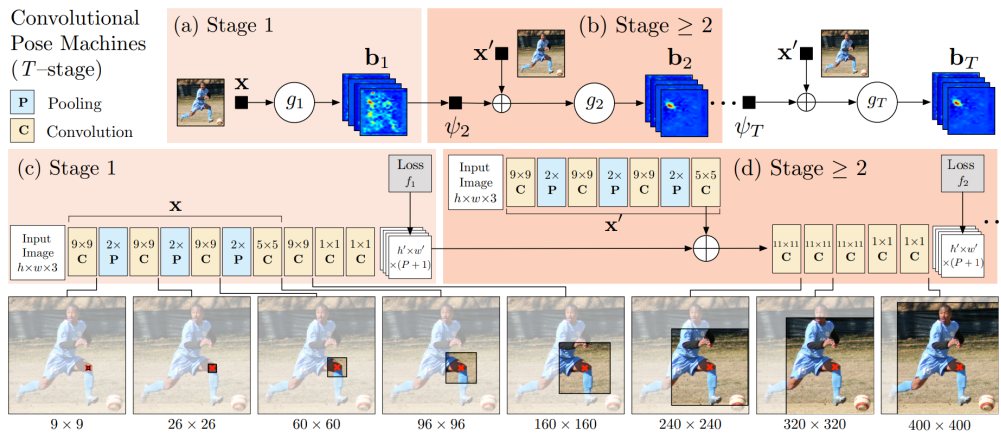 Convolutional
Pose Machines
(T–stage)
P Pooling
C Convolution
(a) Stage 1
x
g₁
b₁
ψ₂
(b) Stage ≥ 2
x′
g₂
b₂
ψ_T
x′
g_T
b_T
(c) Stage 1
Loss
f₁
x
Input
Image
h×w×3
9×9
C
2×
P
9×9
C
2×
P
9×9
C
2×
P
5×5
C
9×9
C
1×1
C
1×1
C
h′×w′
×(P+1)
(d) Stage ≥ 2
Input
Image
h×w×3
9×9
C
2×
P
9×9
C
2×
P
9×9
C
2×
P
5×5
C
x′
Loss
f₂
11×11
C
11×11
C
11×11
C
1×1
C
1×1
C
h′×w′
×(P+1)
9 × 9
26 × 26
60 × 60
96 × 96
160 × 160
240 × 240
320 × 320
400 × 400